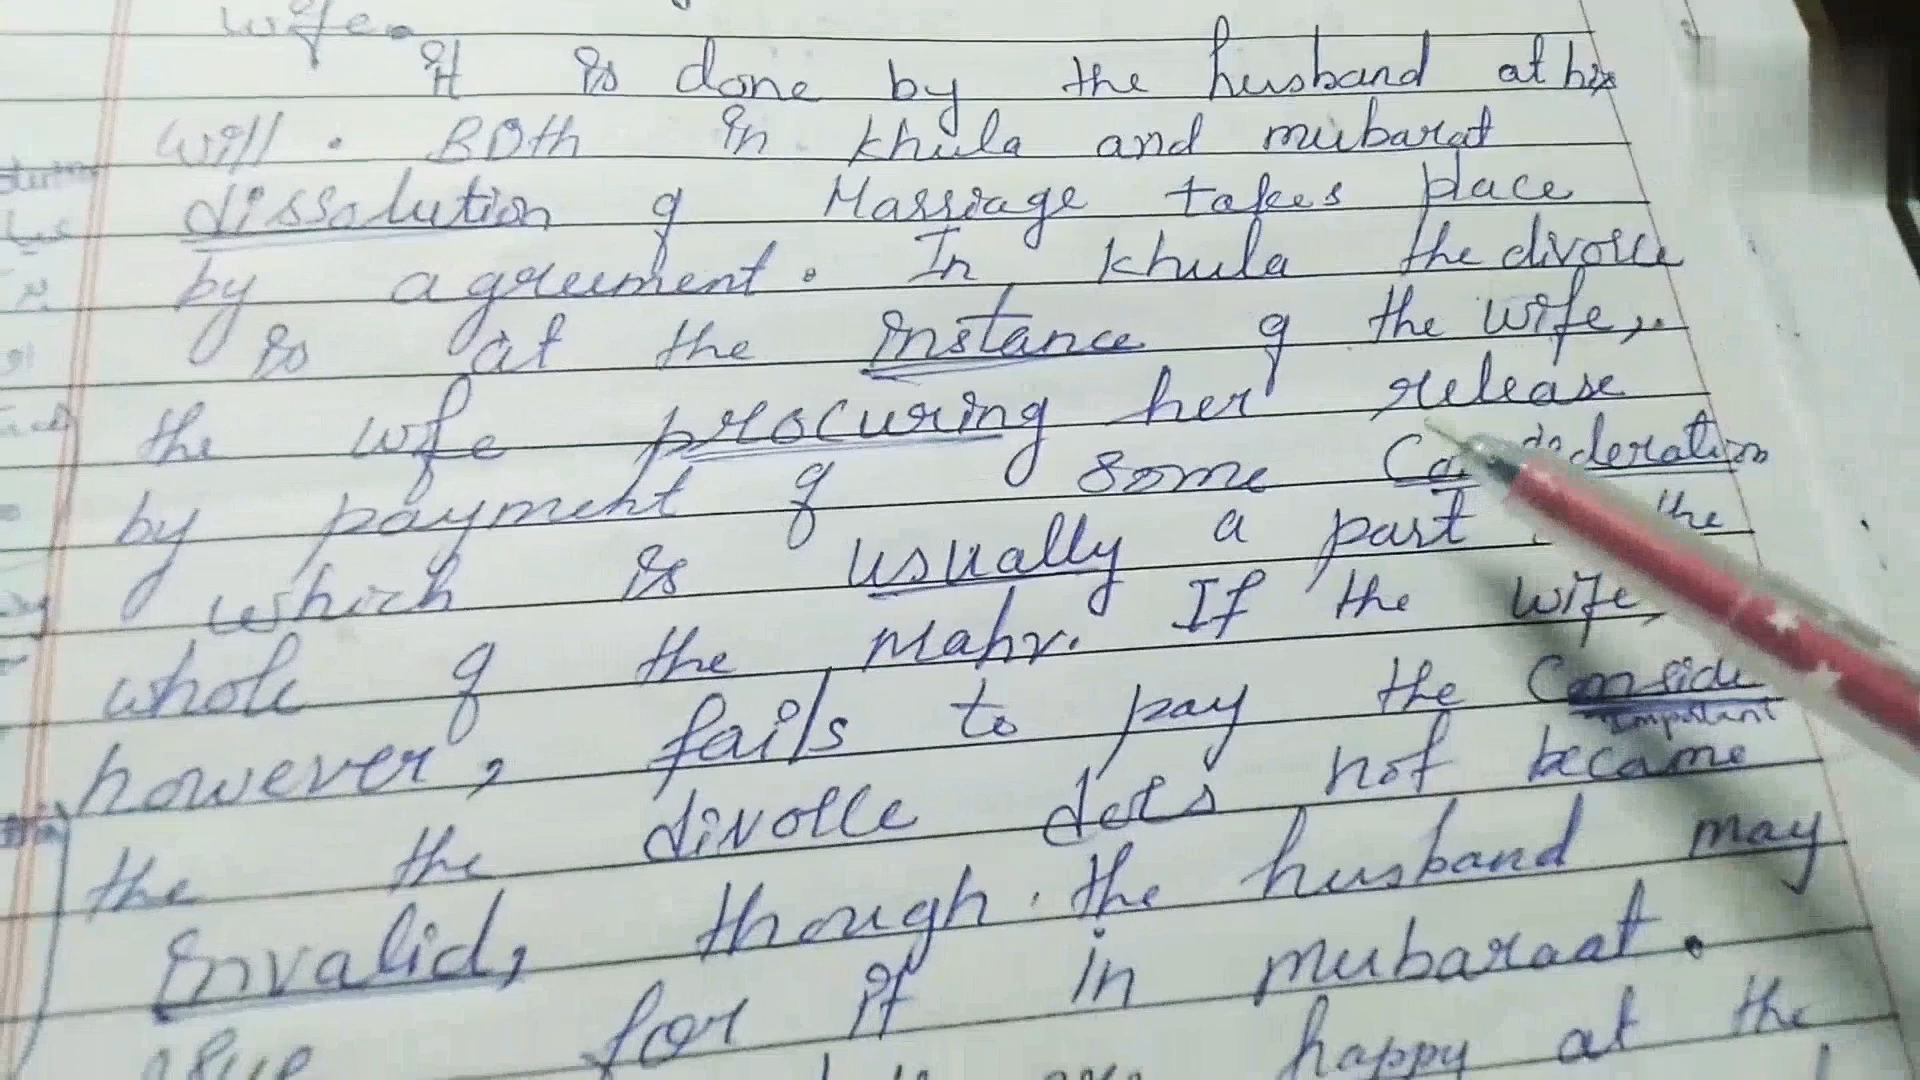 wife.
It is done by the husband at his
will. Both in khula and mubarat
dissolution of Marriage takes place
by agreement. In khula the divorce
is at the instance of the wife,
the wife procuring her release
by payment of some
which is usually a part the
whole of the Mahr. If the wife,
however, fails to pay the Conside
important
the the divorce does not became
invalid, though. the husband may
for it in mubaraat.
happy at the